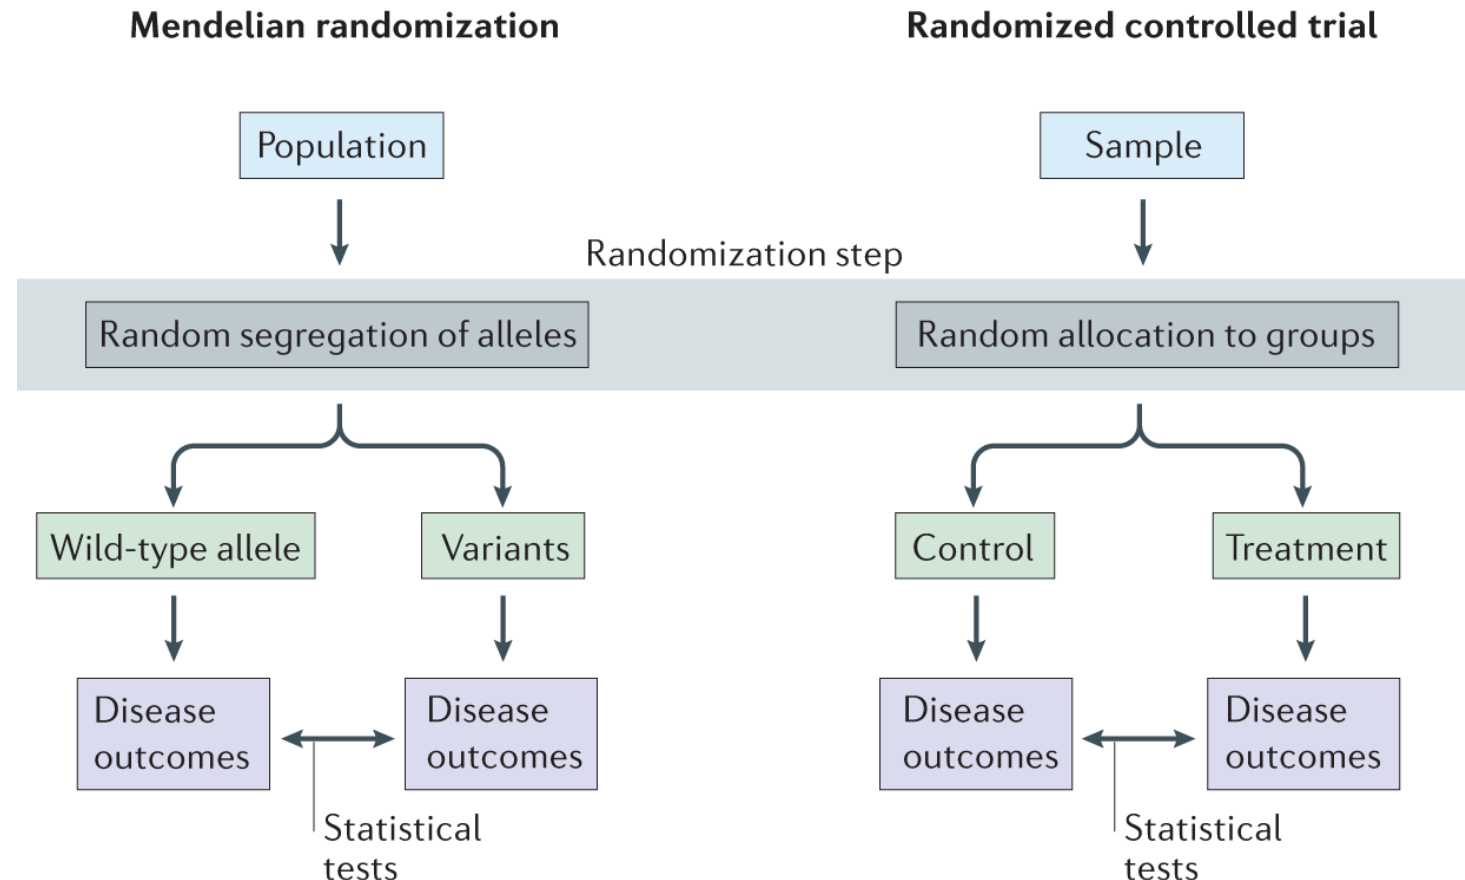 Mendelian randomization
Randomized controlled trial
Population
Sample
Randomization step
Random segregation of alleles
Random allocation to groups
Wild-type allele
Variants
Control
Treatment
Disease
outcomes
Disease
outcomes
Disease
outcomes
Disease
outcomes
Statistical
tests
Statistical
tests